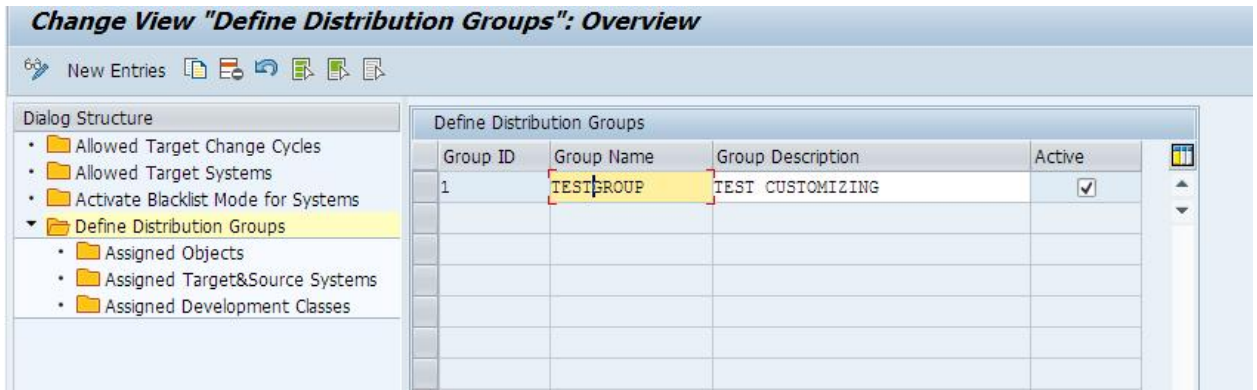 Change View "Define Distribution Groups": Overview
New Entries
Dialog Structure
Allowed Target Change Cycles
Allowed Target Systems
Activate Blacklist Mode for Systems
Define Distribution Groups
Assigned Objects
Assigned Target&Source Systems
Assigned Development Classes
Define Distribution Groups
Group ID Group Name Group Description Active
1 TESTGROUP TEST CUSTOMIZING